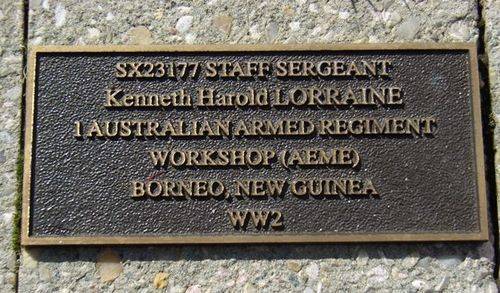 SX23177 STAFF SERGEANT
Kenneth Harold LORRAINE
1 AUSTRALIAN ARMED REGIMENT
WORKSHOP (AEME)
BORNEO, NEW GUINEA
WW2